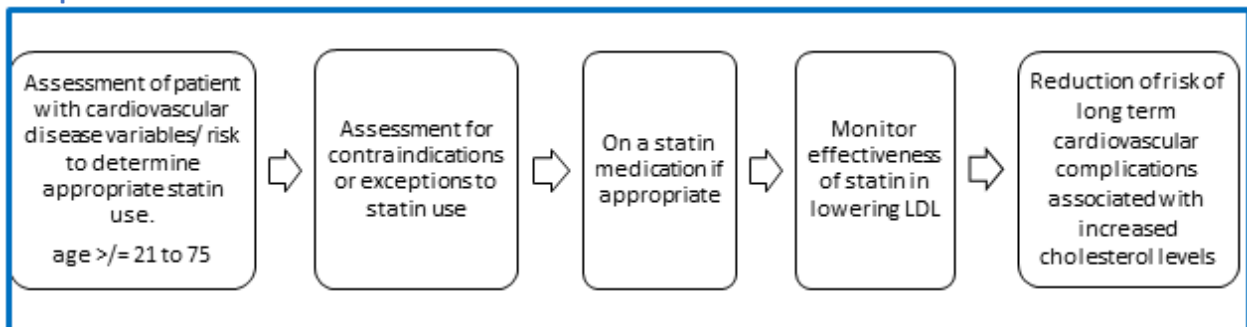 Assessment of patient
with cardiovascular
disease variables/ risk
to determine
appropriate statin
use.
age >/= 21 to 75
Assessment for
contraindications
or exceptions to
statin use
On a statin
medication if
appropriate
Monitor
effectiveness
of statin in
lowering LDL
Reduction of risk of
long term
cardiovascular
complications
associated with
increased
cholesterol levels